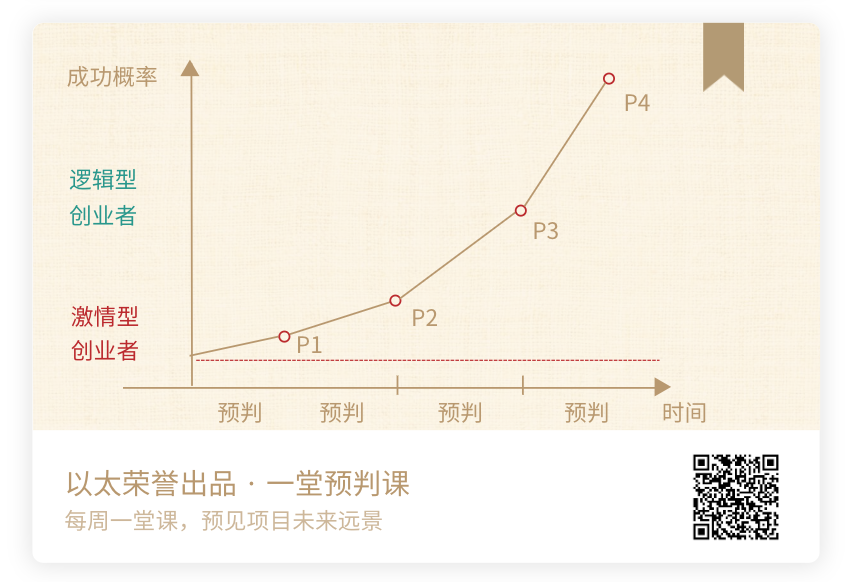 成功概率
逻辑型
创业者
激情型
创业者
P4
P3
P2
P1
预判 预判 预判 预判 时间
以太荣誉出品 · 一堂预判课
每周一堂课，预见项目未来远景